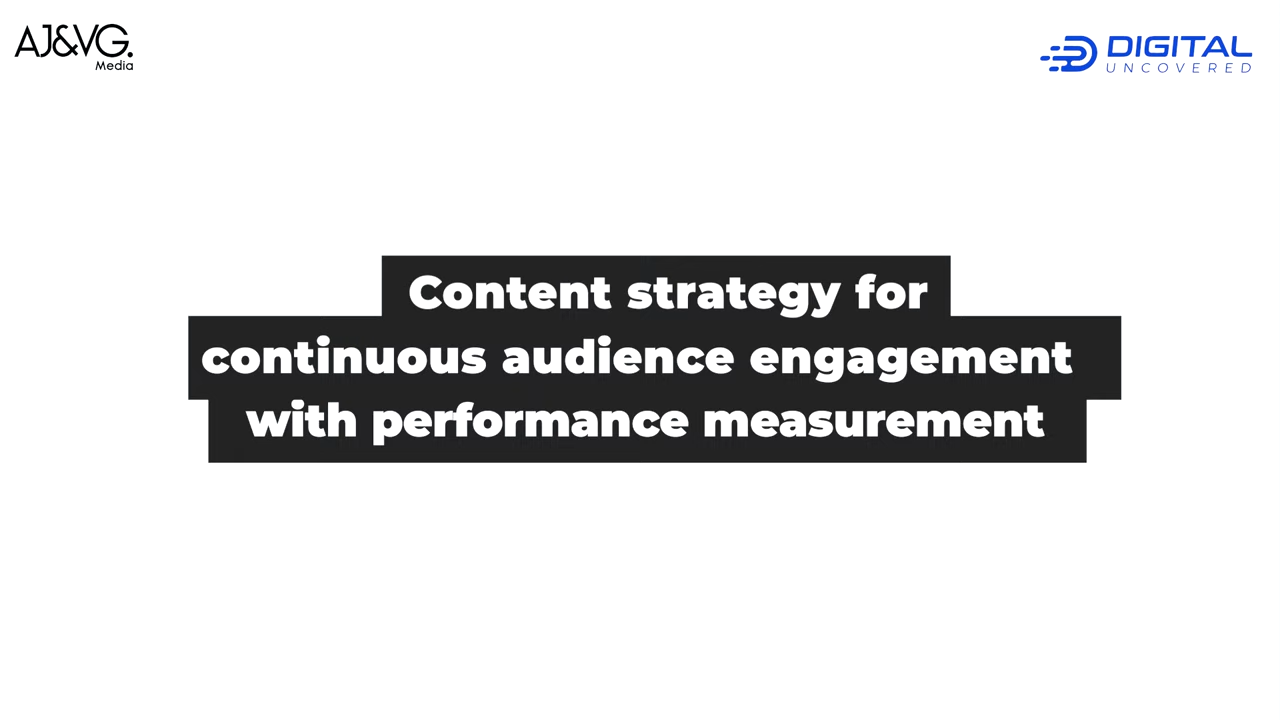 AJ&VG.
Media
DIGITAL
UNCOVERED
Content strategy for
continuous audience engagement
with performance measurement